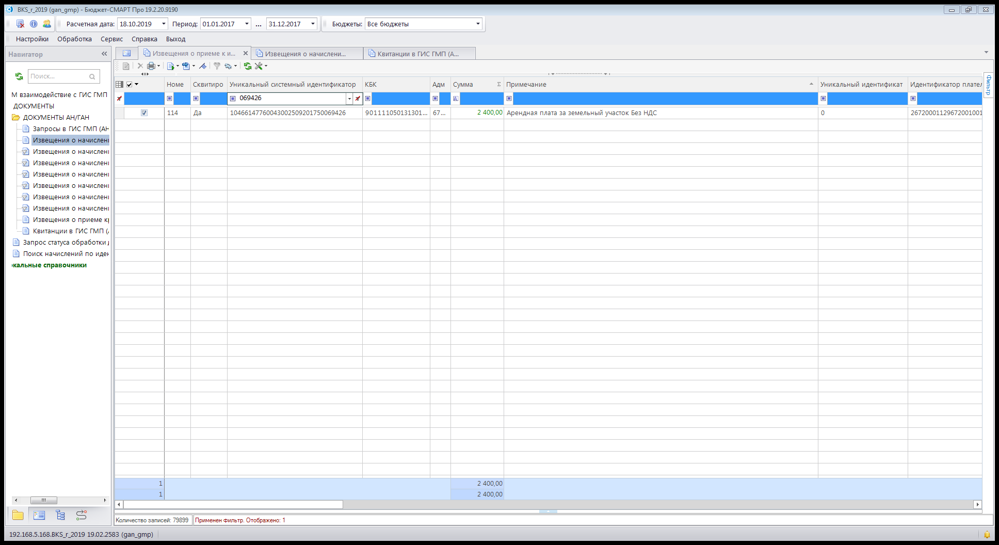 BKS_r_2019 (gan_gmp) - Бюджет-СМАРТ Про 19.2.20.9190
Расчетная дата: 18.10.2019 Период: 01.01.2017 ... 31.12.2017 Бюджеты: Все бюджеты
Настройки Обработка Сервис Справка Выход
Навигатор
Поиск...
М взаимодействие с ГИС ГМП
ДОКУМЕНТЫ
ДОКУМЕНТЫ АН/ГАН
Запросы в ГИС ГМП (АН
Извещения о начислени
Извещения о начислени
Извещения о начислени
Извещения о начислени
Извещения о начислени
Извещения о начислени
Извещения о начислени
Извещения о приеме к
Квитанции в ГИС ГМП (А
Запрос статуса обработки д
Поиск начислений по иден
кальные справочники
Извещения о приеме к и... Извещения о начислени... Квитанции в ГИС ГМП (А...
Номе Сквитиро Уникальный системный идентификатор КБК Адм Сумма Σ Примечание Уникальный идентификат Идентификатор плател
069426
114 Да 10466147760043002509201750069426 901111050131301... 67... 2 400,00 Арендная плата за земельный участок Без НДС 0 26720001129672001001
1 2 400,00
1 2 400,00
Фильтр
Количество записей: 79899 Применен фильтр. Отображено: 1
192.168.5.168.BKS_r_2019 19.02.2583 (gan_gmp)